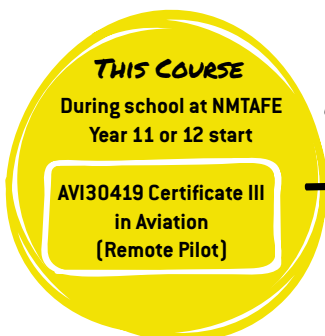 THIS COURSE
During school at NMTAFE
Year 11 or 12 start
AVI30419 Certificate III
in Aviation
(Remote Pilot)